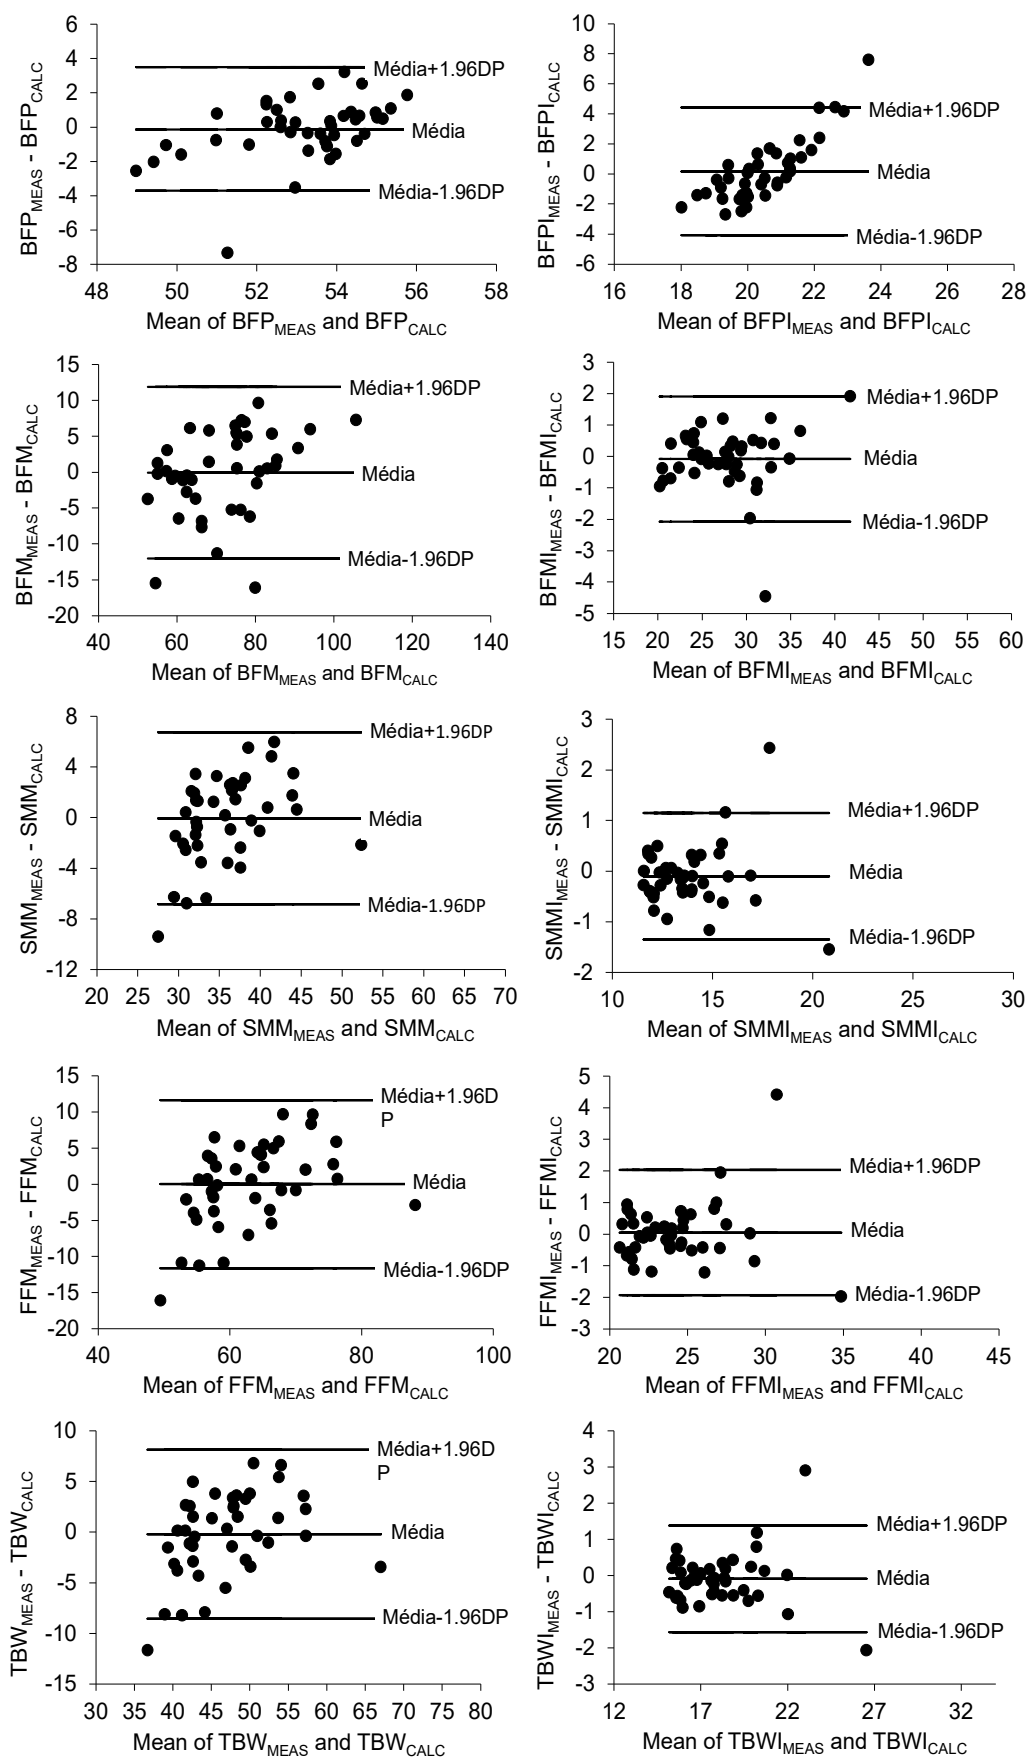 BFP_MEAS - BFP_CALC
6
4
2
0
-2
-4
-6
-8
48
50
52
54
56
58
Média+1.96DP
Média
Média-1.96DP
Mean of BFP_MEAS and BFP_CALC
BFPI_MEAS - BFPI_CALC
10
8
6
4
2
0
-2
-4
-6
16
18
20
22
24
26
28
Média+1.96DP
Média
Média-1.96DP
Mean of BFPI_MEAS and BFPI_CALC
BFM_MEAS - BFM_CALC
15
10
5
0
-5
-10
-15
-20
40
60
80
100
120
140
Média+1.96DP
Média
Média-1.96DP
Mean of BFM_MEAS and BFM_CALC
BFMI_MEAS - BFMI_CALC
3
2
1
0
-1
-2
-3
-4
-5
15
20
25
30
35
40
45
50
55
60
Média+1.96DP
Média
Média-1.96DP
Mean of BFMI_MEAS and BFMI_CALC
SMM_MEAS - SMM_CALC
8
4
0
-4
-8
-12
20
25
30
35
40
45
50
55
60
65
70
Média+1.96DP
Média
Média-1.96DP
Mean of SMM_MEAS and SMM_CALC
SMMI_MEAS - SMMI_CALC
3
2
1
0
-1
-2
10
15
20
25
30
Média+1.96DP
Média
Média-1.96DP
Mean of SMMI_MEAS and SMMI_CALC
FFM_MEAS - FFM_CALC
15
10
5
0
-5
-10
-15
-20
40
60
80
100
Média+1.96D
P
Média
Média-1.96DP
Mean of FFM_MEAS and FFM_CALC
FFMI_MEAS - FFMI_CALC
5
4
3
2
1
0
-1
-2
-3
20
25
30
35
40
45
Média+1.96DP
Média
Média-1.96DP
Mean of FFMI_MEAS and FFMI_CALC
TBW_MEAS - TBW_CALC
10
5
0
-5
-10
-15
30
35
40
45
50
55
60
65
70
75
80
Média+1.96D
P
Média
Média-1.96DP
Mean of TBW_MEAS and TBW_CALC
TBWI_MEAS - TBWI_CALC
4
3
2
1
0
-1
-2
-3
12
17
22
27
32
Média+1.96DP
Média
Média-1.96DP
Mean of TBWI_MEAS and TBWI_CALC